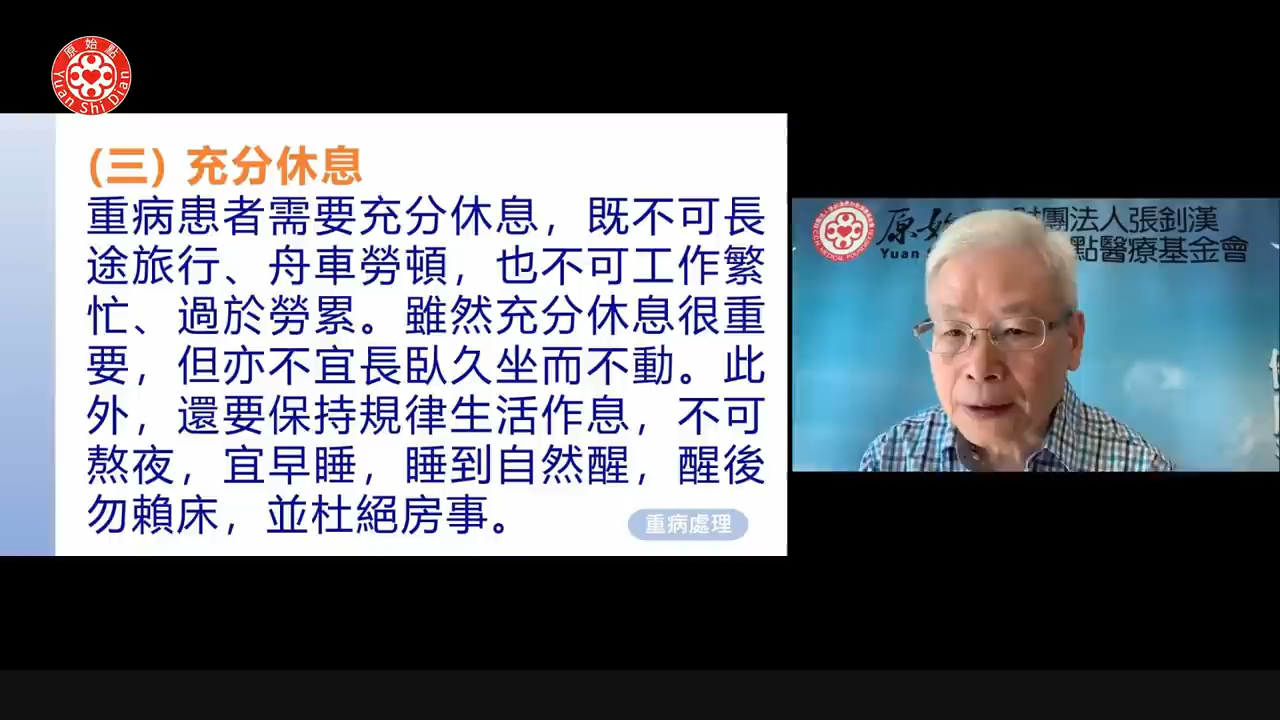 原始點
Yuan Shi Dian
(三) 充分休息
重病患者需要充分休息，既不可長
途旅行、舟車勞頓，也不可工作繁
忙、過於勞累。雖然充分休息很重
要，但亦不宜長臥久坐而不動。此
外，還要保持規律生活作息，不可
熬夜，宜早睡，睡到自然醒，醒後
勿賴床，並杜絕房事。
重病處理
原始
Yuan S
財團法人張釗漢
點醫療基金會